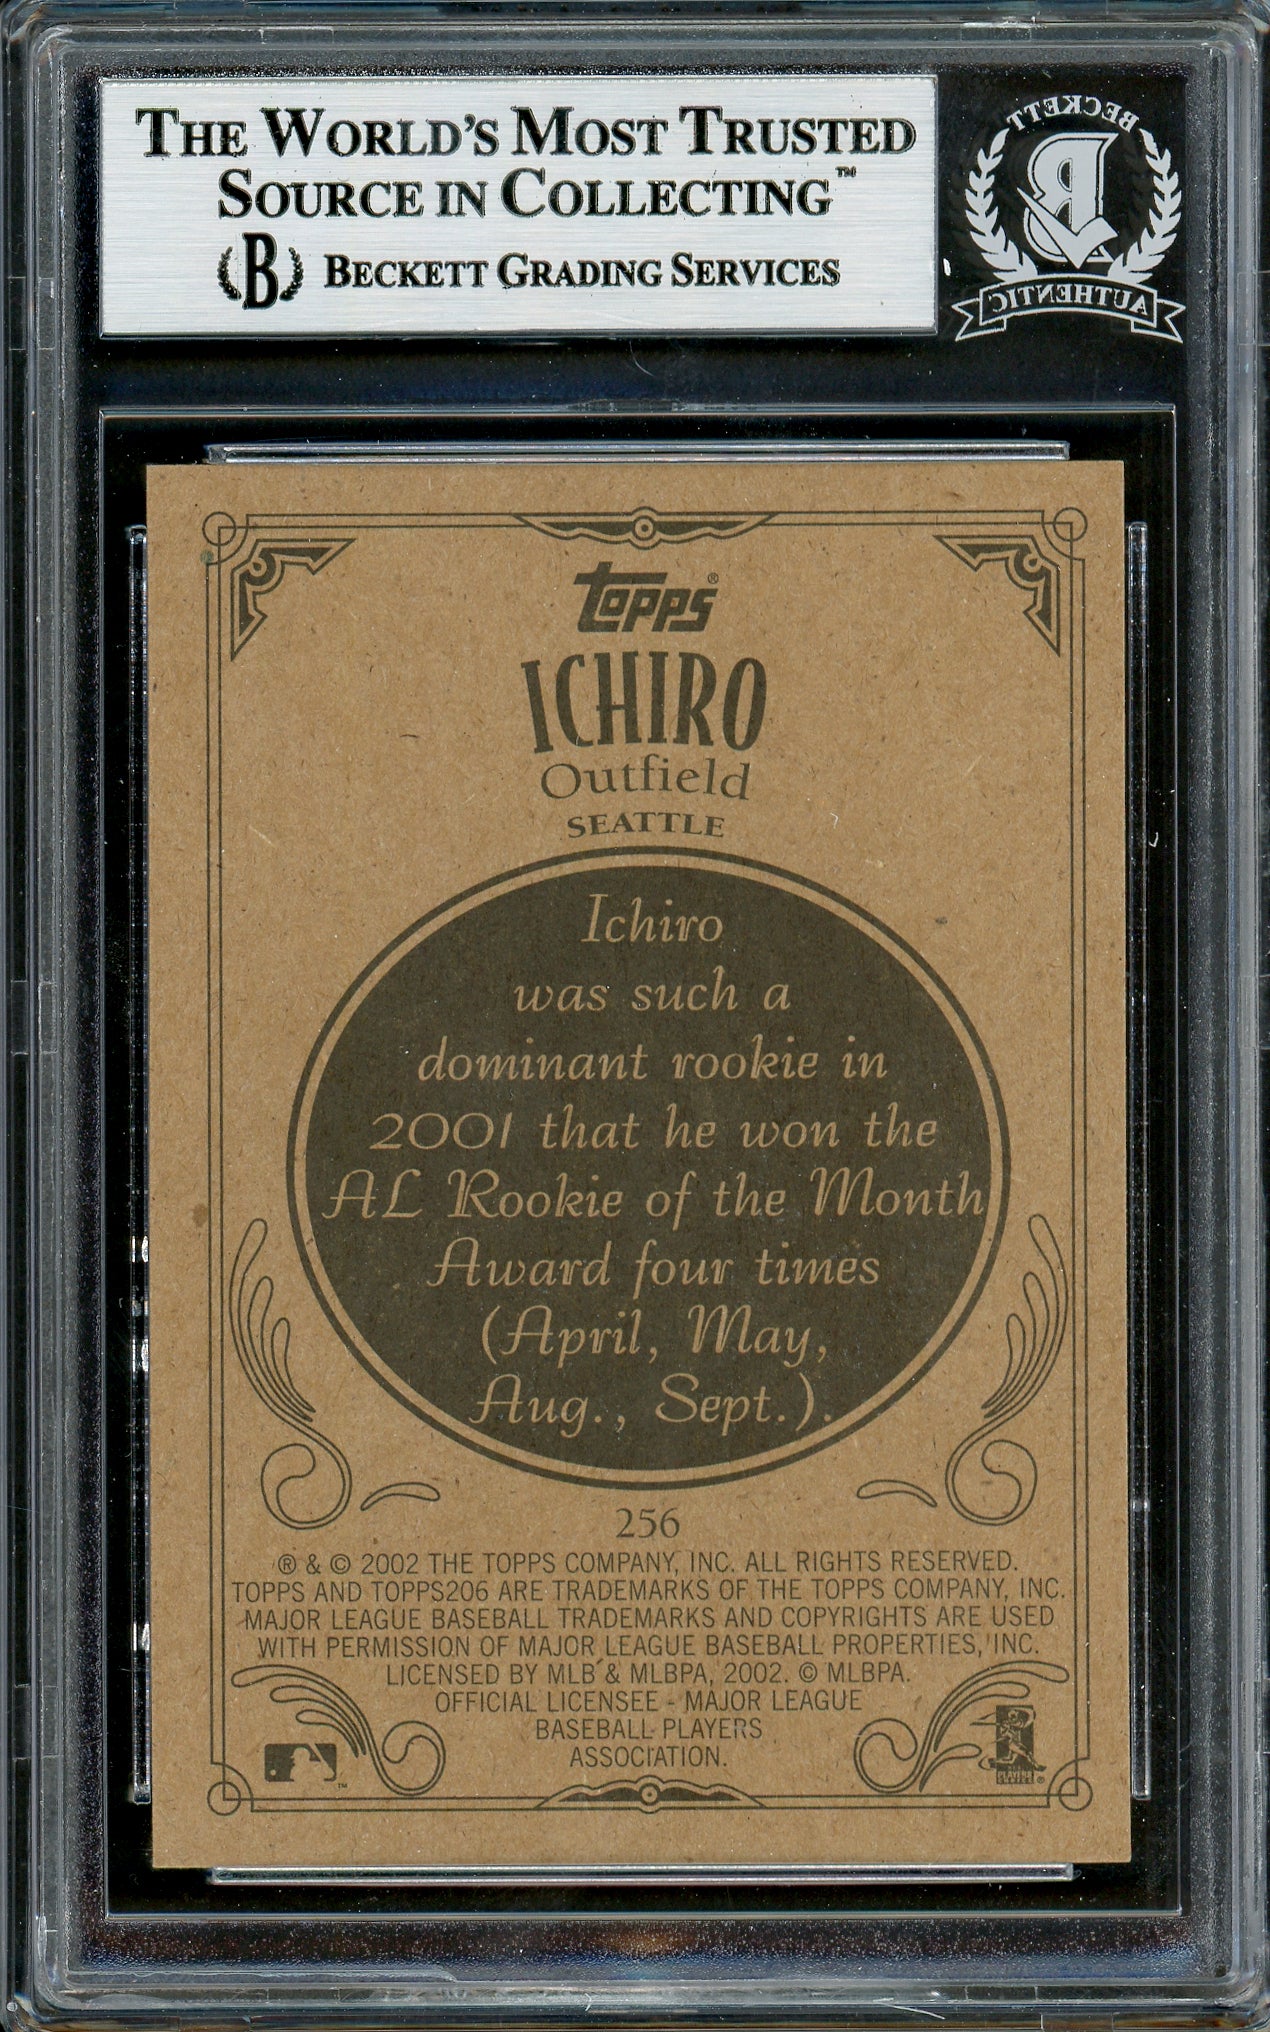 THE WORLD'S MOST TRUSTED
SOURCE IN COLLECTING™
B BECKETT GRADING SERVICES
BECKETT
B
AUTHENTIC
topps®
ICHIRO
Outfield
SEATTLE
Ichiro
was such a
dominant rookie in
2001 that he won the
AL Rookie of the Month
Award four times
(April, May,
Aug., Sept.).
256
® & © 2002 THE TOPPS COMPANY, INC. ALL RIGHTS RESERVED.
TOPPS AND TOPPS206 ARE TRADEMARKS OF THE TOPPS COMPANY, INC.
MAJOR LEAGUE BASEBALL TRADEMARKS AND COPYRIGHTS ARE USED
WITH PERMISSION OF MAJOR LEAGUE BASEBALL PROPERTIES, INC.
LICENSED BY MLB & MLBPA, 2002. © MLBPA.
OFFICIAL LICENSEE - MAJOR LEAGUE
BASEBALL PLAYERS
ASSOCIATION.
™
PLAYERS
CHOICE ®